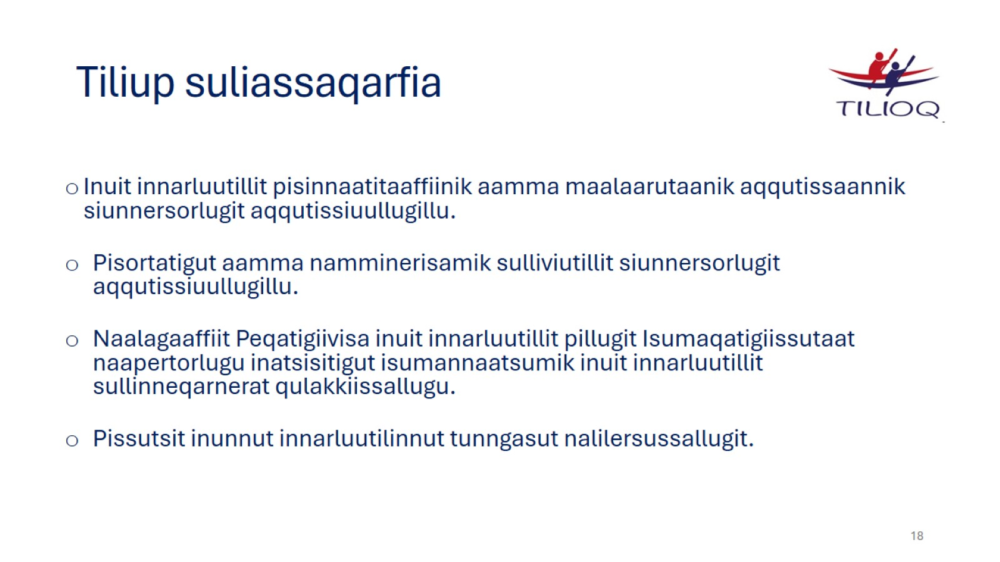 Tiliup suliassaqarfia
TILIOQ
o Inuit innarluutillit pisinnaatitaaffiinik aamma maalaarutaanik aqqutissaannik
siunnersorlugit aqqutissiuullugillu.
o Pisortatigut aamma namminerisamik sulliviutillit siunnersorlugit
aqqutissiuullugillu.
o Naalagaaffiit Peqatigiivisa inuit innarluutillit pillugit Isumaqatigiissutaat
naapertorlugu inatsisitigut isumannaatsumik inuit innarluutillit
sullinneqarnerat qulakkiissallugu.
o Pissutsit inunnut innarluutilinnut tunngasut nalilersussallugit.
18